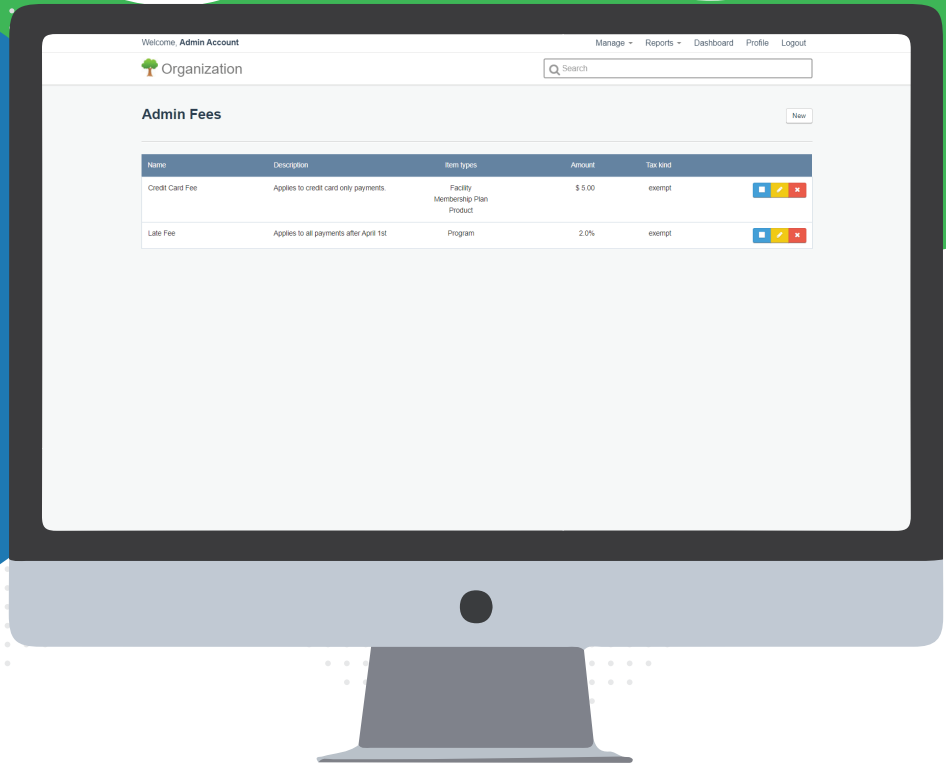 Welcome, Admin Account
Manage Reports Dashboard Profile Logout
Organization
Search
Admin Fees
New
Name Description Item types Amount Tax kind
Credit Card Fee Applies to credit card only payments. Facility $ 5.00 exempt
Membership Plan
Product
Late Fee Applies to all payments after April 1st Program 2.0% exempt